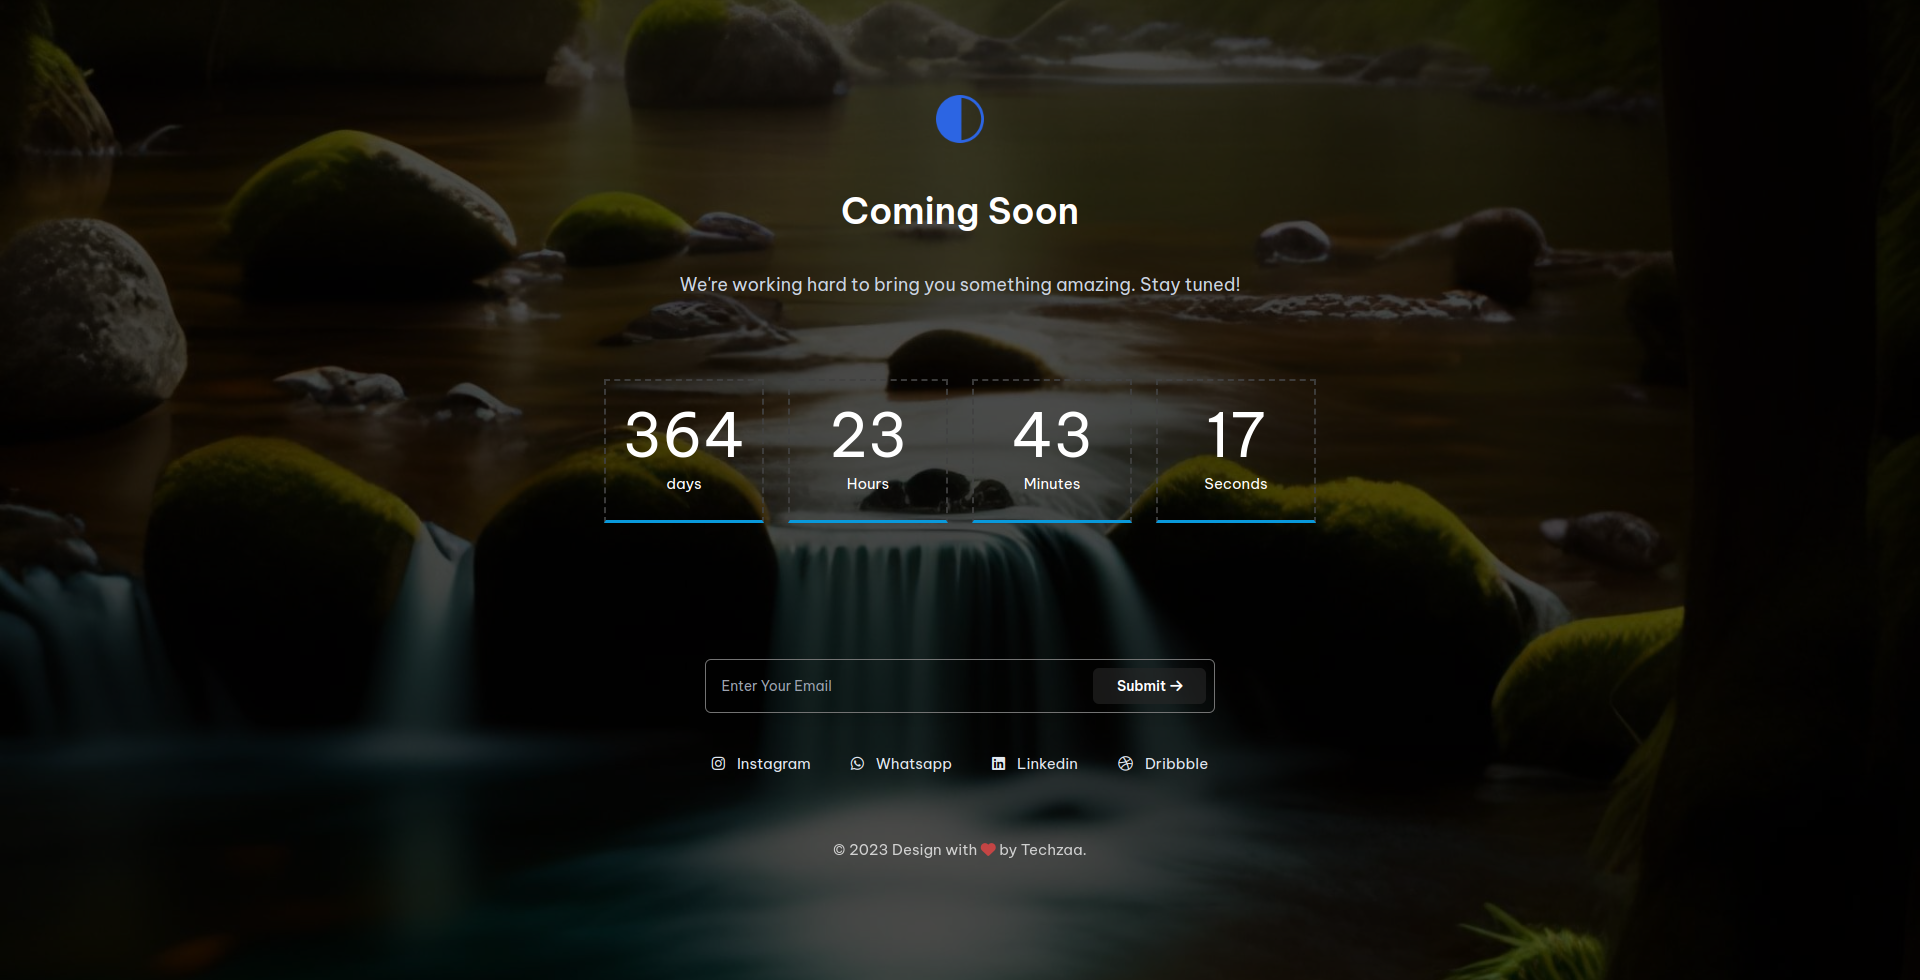 Coming Soon
We're working hard to bring you something amazing. Stay tuned!
364 23 43 17
days Hours Minutes Seconds
Enter Your Email Submit →
Instagram Whatsapp Linkedin Dribbble
© 2023 Design with ❤ by Techzaa.